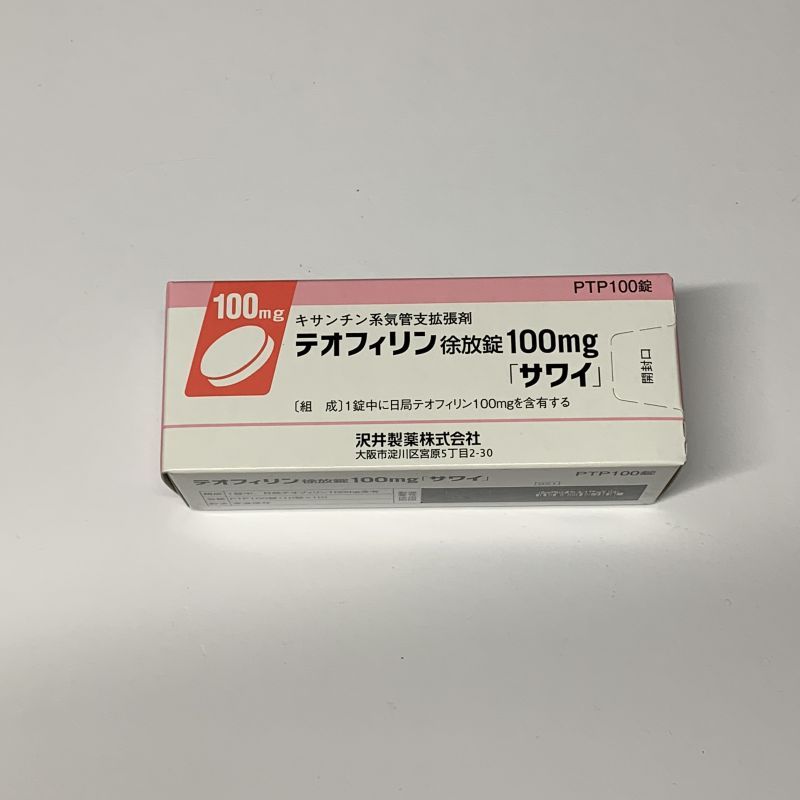 PTP100錠
100mg
キサンチン系気管支拡張剤
テオフィリン徐放錠100mg
「サワイ」
開封口
〔組 成〕1錠中に日局テオフィリン100mgを含有する
沢井製薬株式会社
大阪市淀川区宮原5丁目2-30
テオフィリン徐放錠100mg「サワイ」 PTP100錠